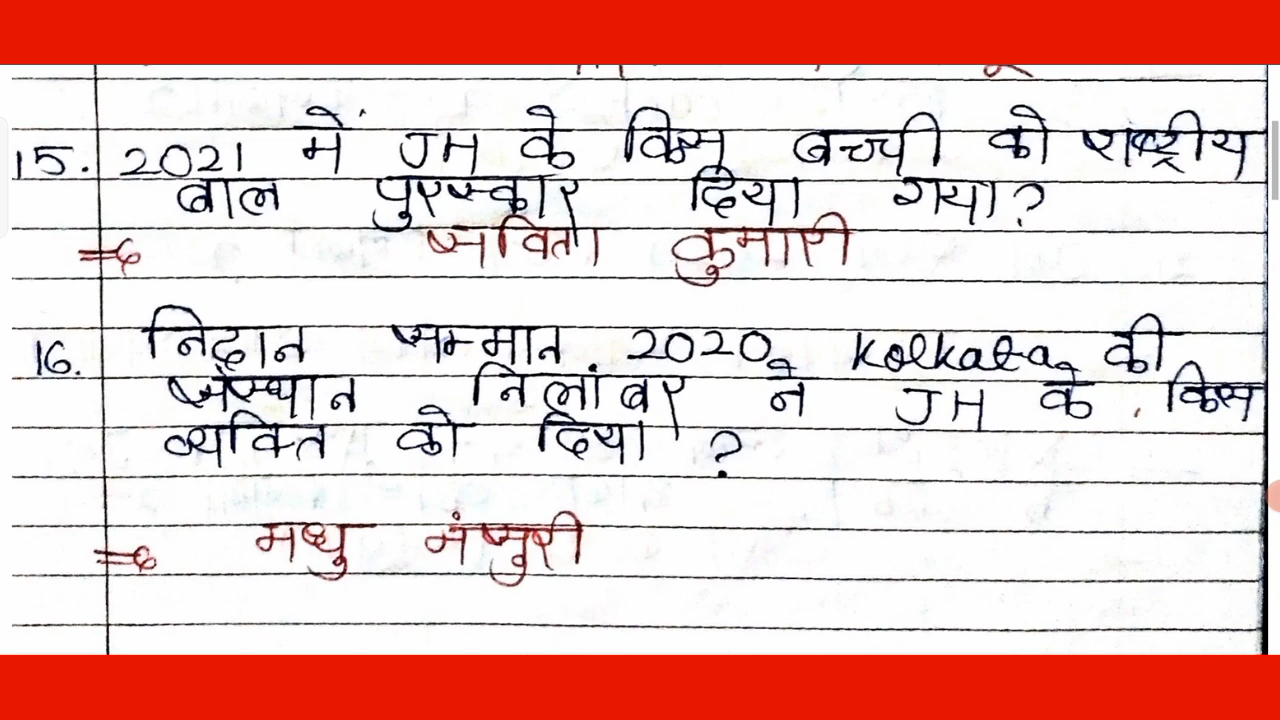 15. 2021 में JH के किस बच्ची को राष्ट्रीय
बाल पुरस्कार दिया गया?
=> सविता कुमारी
16. निदान सम्मान 2020 Kolkata की
संस्थान निलांबर ने JH के किस
व्यक्ति को दिया ?
=> मधु मंसुरी